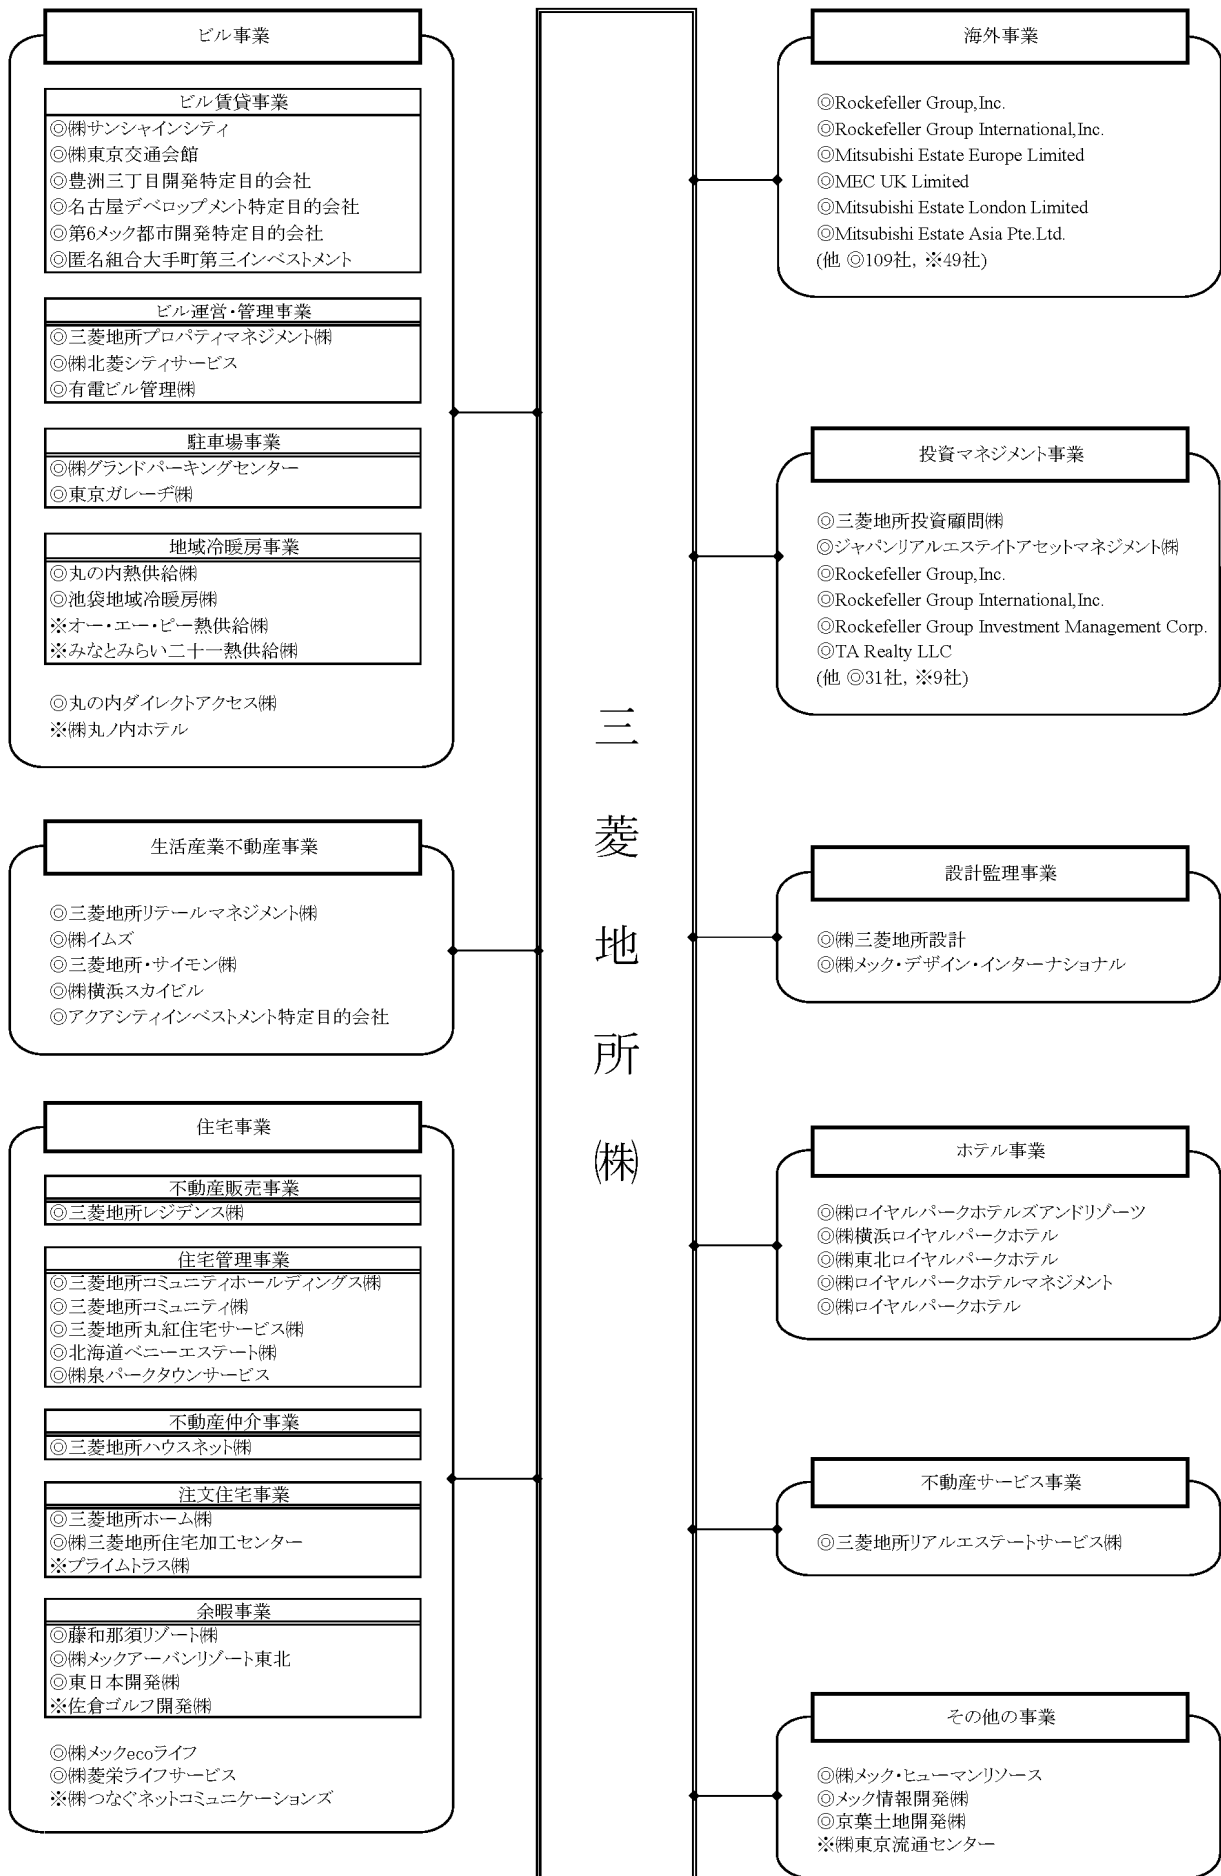 ビル事業
ビル賃貸事業
◎㈱サンシャインシティ
◎㈱東京交通会館
◎豊洲三丁目開発特定目的会社
◎名古屋デベロップメント特定目的会社
◎第6メック都市開発特定目的会社
◎匿名組合大手町第三インベストメント
ビル運営・管理事業
◎三菱地所プロパティマネジメント㈱
◎㈱北菱シティサービス
◎有電ビル管理㈱
駐車場事業
◎㈱グランドパーキングセンター
◎東京ガレーヂ㈱
地域冷暖房事業
◎丸の内熱供給㈱
◎池袋地域冷暖房㈱
※オー・エー・ピー熱供給㈱
※みなとみらい二十一熱供給㈱
◎丸の内ダイレクトアクセス㈱
※㈱丸ノ内ホテル
生活産業不動産事業
◎三菱地所リテールマネジメント㈱
◎㈱イムズ
◎三菱地所・サイモン㈱
◎㈱横浜スカイビル
◎アクアシティインベストメント特定目的会社
住宅事業
不動産販売事業
◎三菱地所レジデンス㈱
住宅管理事業
◎三菱地所コミュニティホールディングス㈱
◎三菱地所コミュニティ㈱
◎三菱地所丸紅住宅サービス㈱
◎北海道ベニーエステート㈱
◎㈱泉パークタウンサービス
不動産仲介事業
◎三菱地所ハウスネット㈱
注文住宅事業
◎三菱地所ホーム㈱
◎㈱三菱地所住宅加工センター
※プライムトラス㈱
余暇事業
◎藤和那須リゾート㈱
◎㈱メックアーバンリゾート東北
◎東日本開発㈱
※佐倉ゴルフ開発㈱
◎㈱メックecoライフ
◎㈱菱栄ライフサービス
※㈱つなぐネットコミュニケーションズ
三菱地所㈱
海外事業
◎Rockefeller Group,Inc.
◎Rockefeller Group International,Inc.
◎Mitsubishi Estate Europe Limited
◎MEC UK Limited
◎Mitsubishi Estate London Limited
◎Mitsubishi Estate Asia Pte.Ltd.
(他 ◎109社, ※49社)
投資マネジメント事業
◎三菱地所投資顧問㈱
◎ジャパンリアルエステイトアセットマネジメント㈱
◎Rockefeller Group,Inc.
◎Rockefeller Group International,Inc.
◎Rockefeller Group Investment Management Corp.
◎TA Realty LLC
(他 ◎31社, ※9社)
設計監理事業
◎㈱三菱地所設計
◎㈱メック・デザイン・インターナショナル
ホテル事業
◎㈱ロイヤルパークホテルズアンドリゾーツ
◎㈱横浜ロイヤルパークホテル
◎㈱東北ロイヤルパークホテル
◎㈱ロイヤルパークホテルマネジメント
◎㈱ロイヤルパークホテル
不動産サービス事業
◎三菱地所リアルエステートサービス㈱
その他の事業
◎㈱メック・ヒューマンリソース
◎メック情報開発㈱
◎京葉土地開発㈱
※㈱東京流通センター